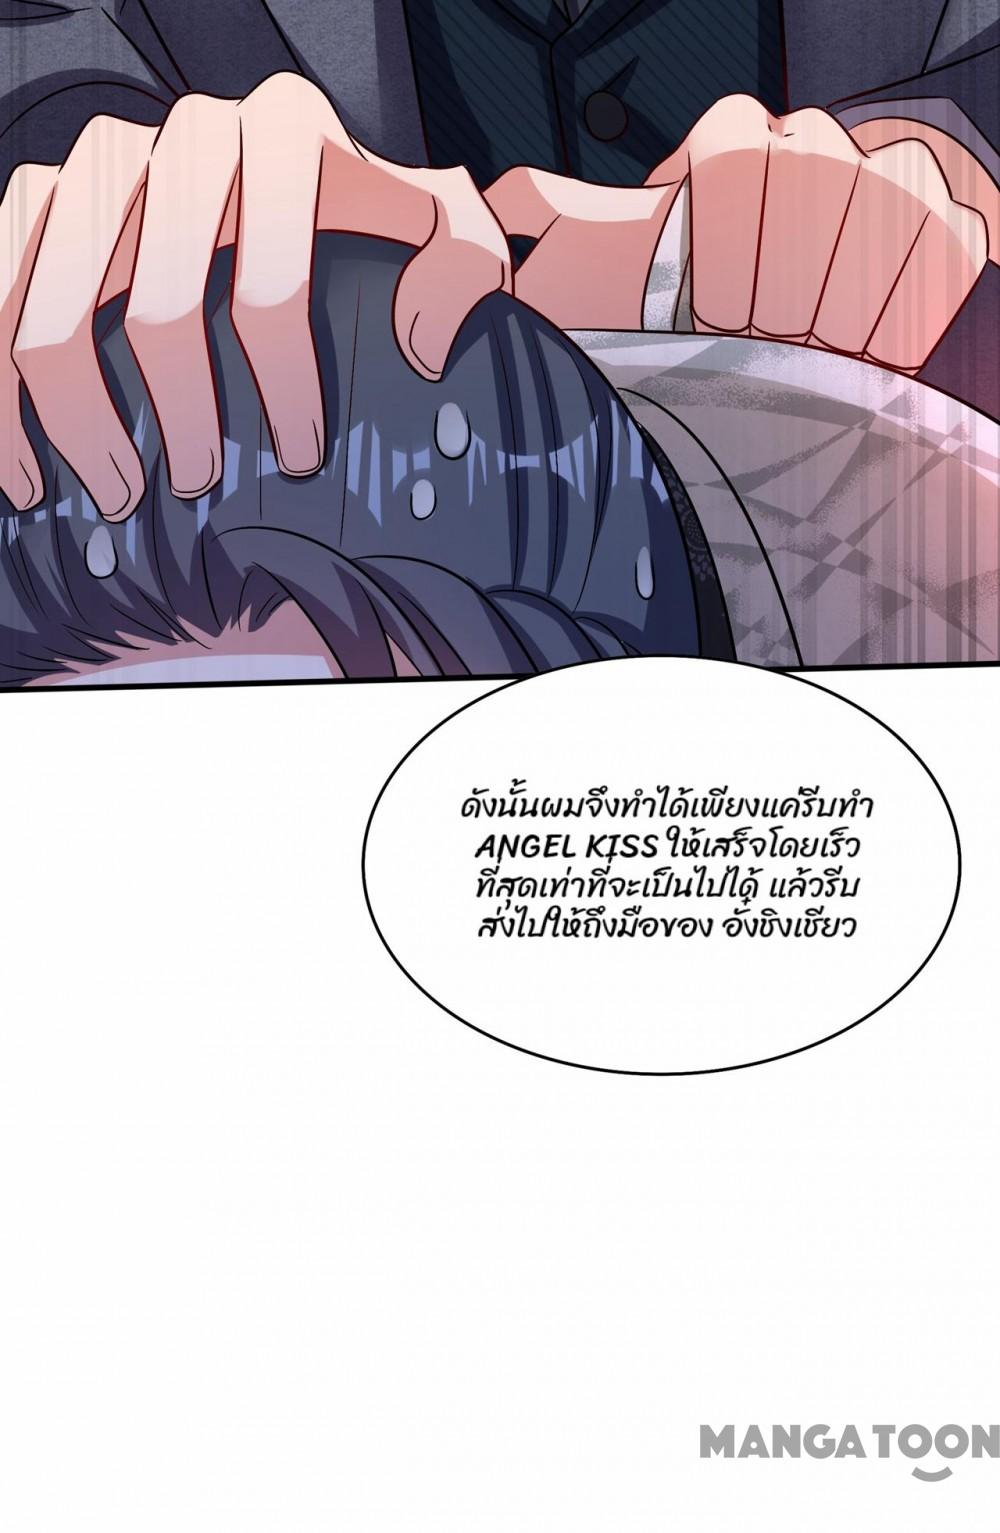 ดังนั้นผมจึงทำได้เพียงแค่รีบทำ
ANGEL KISS ให้เสร็จโดยเร็ว
ที่สุดเท่าที่จะเป็นไปได้ แล้วรีบ
ส่งไปให้ถึงมือของ อั๋งชิงเชียว
MANGATOON